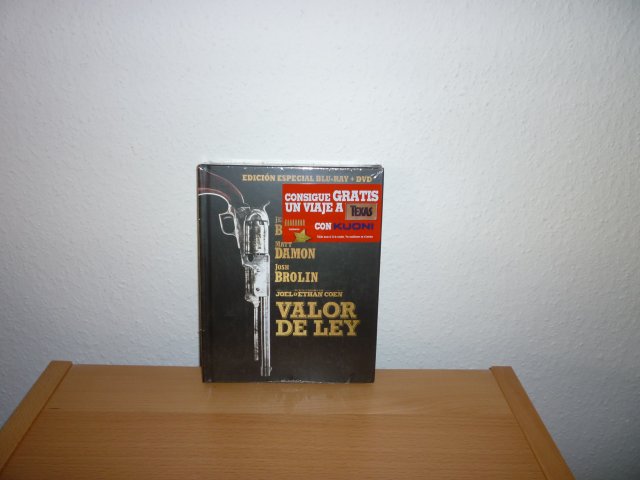 EDICIÓN ESPECIAL BLU-RAY + DVD
CONSIGUE GRATIS
UN VIAJE A TEXAS
CON KUONI
MATT
DAMON
JOSH
BROLIN
JOEL & ETHAN COEN
VALOR
DE LEY